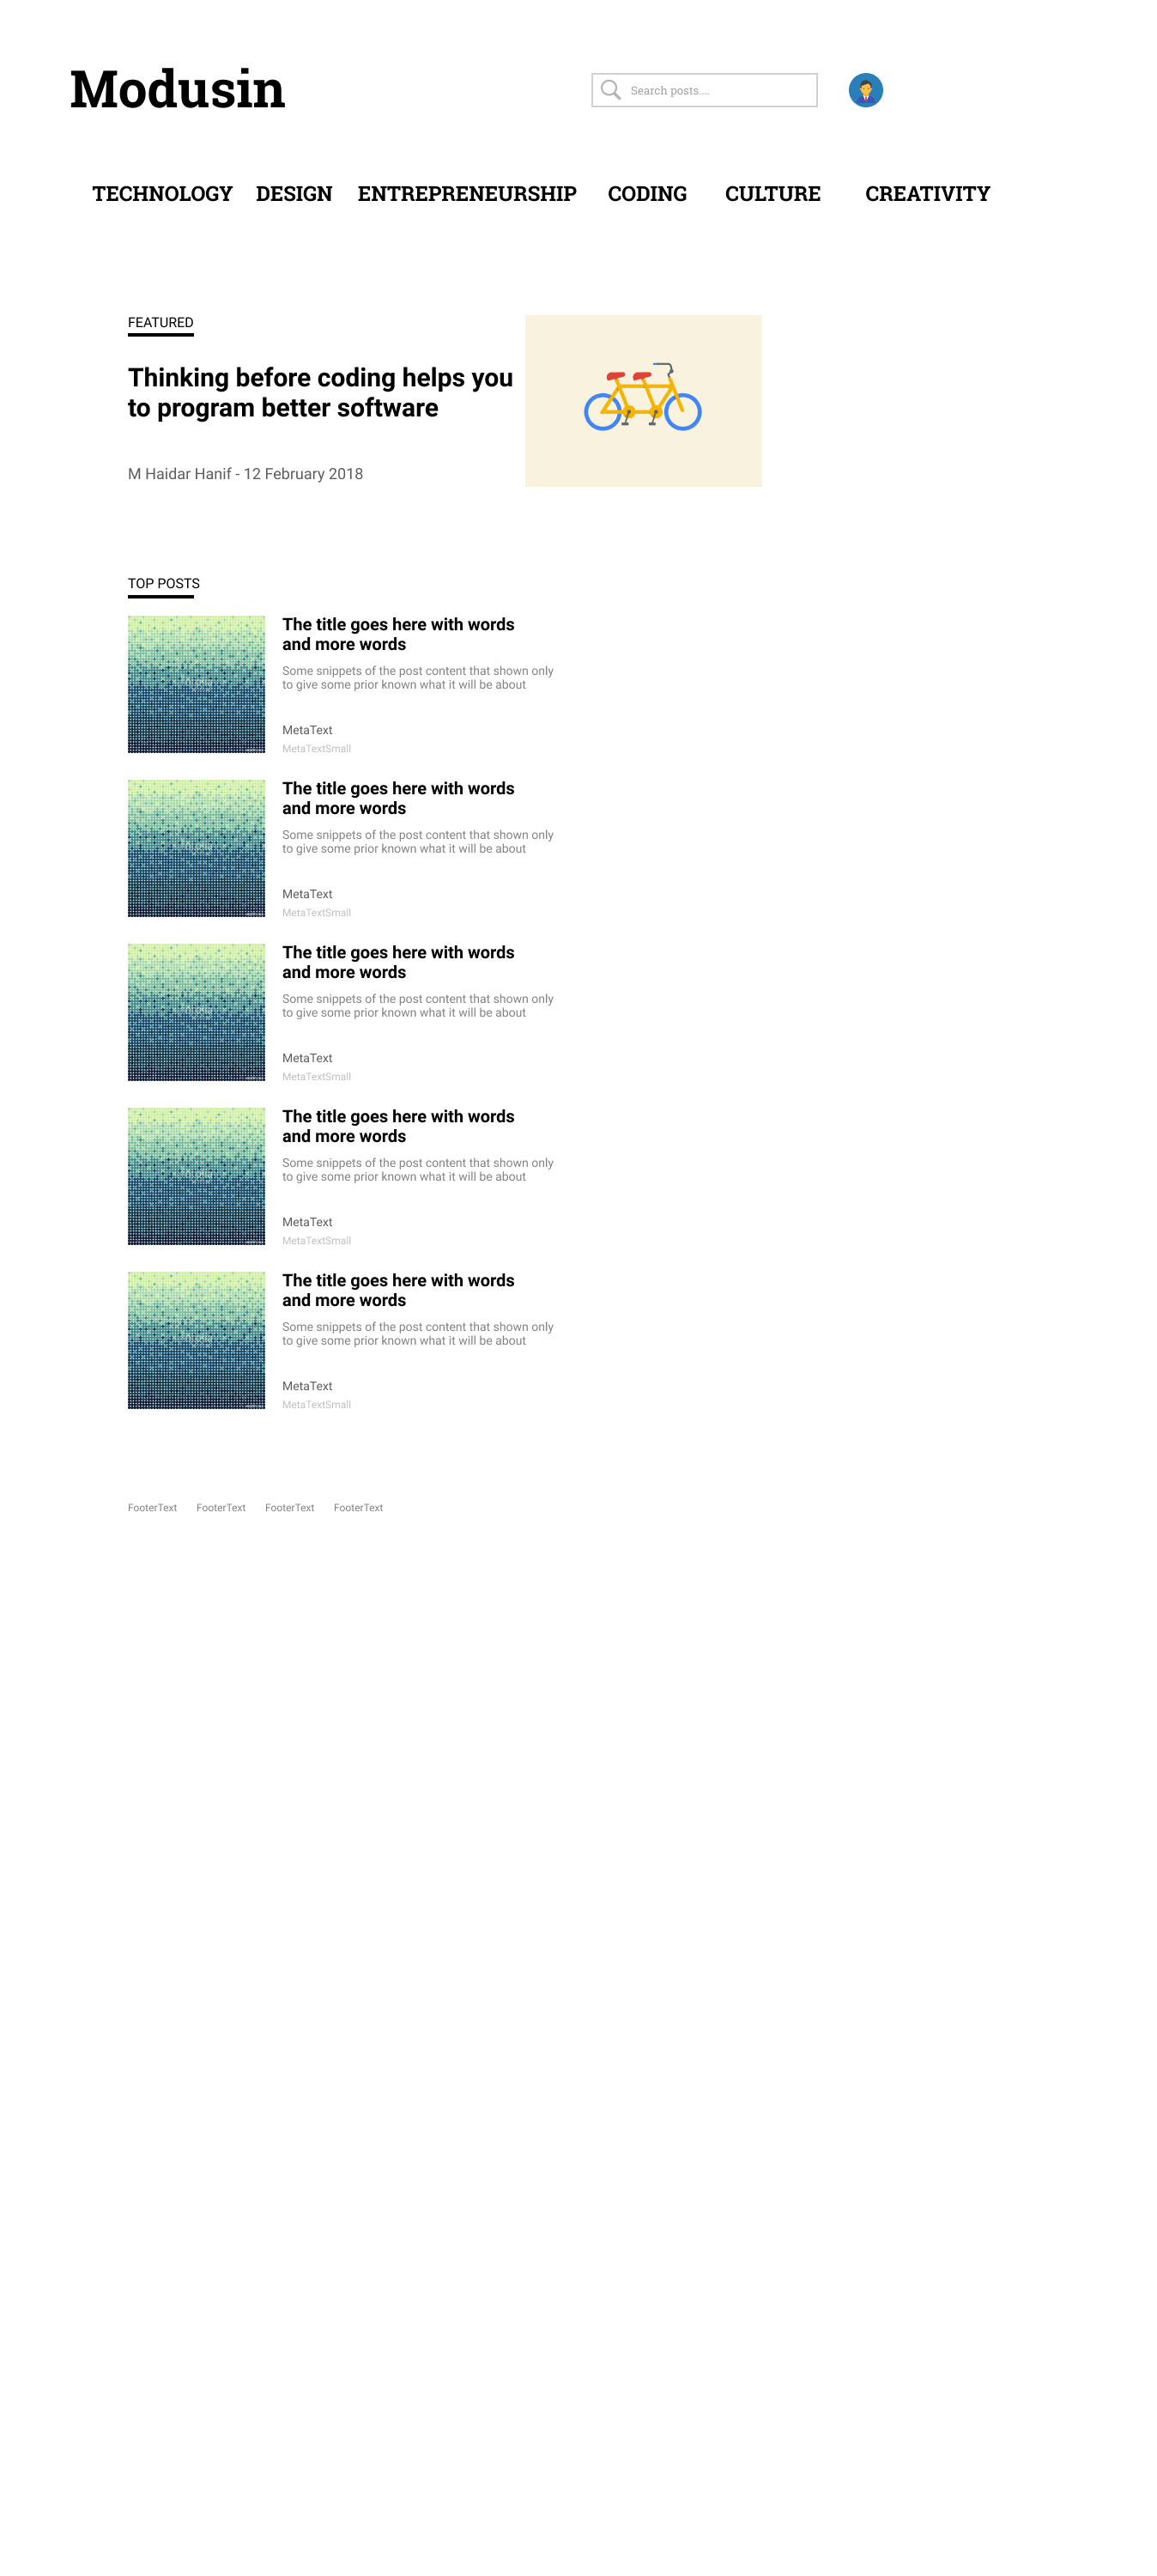 Modusin
Search posts....
TECHNOLOGY DESIGN ENTREPRENEURSHIP CODING CULTURE CREATIVITY
FEATURED
Thinking before coding helps you
to program better software
M Haidar Hanif - 12 February 2018
TOP POSTS
The title goes here with words
and more words
Some snippets of the post content that shown only
to give some prior known what it will be about
MetaText
MetaTextSmall
The title goes here with words
and more words
Some snippets of the post content that shown only
to give some prior known what it will be about
MetaText
MetaTextSmall
The title goes here with words
and more words
Some snippets of the post content that shown only
to give some prior known what it will be about
MetaText
MetaTextSmall
The title goes here with words
and more words
Some snippets of the post content that shown only
to give some prior known what it will be about
MetaText
MetaTextSmall
The title goes here with words
and more words
Some snippets of the post content that shown only
to give some prior known what it will be about
MetaText
MetaTextSmall
FooterText FooterText FooterText FooterText